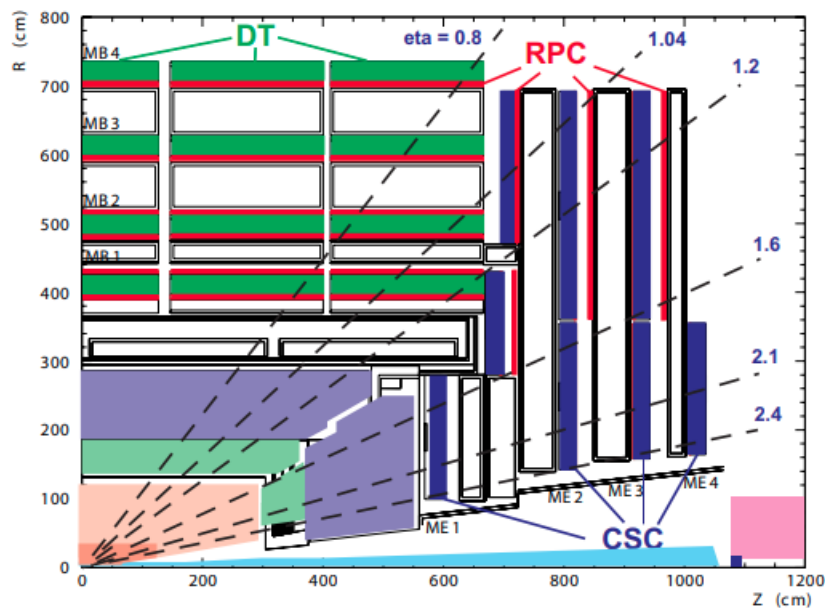 R (cm)
800
MB 4
DT
eta = 0.8
RPC
1.04
700
1.2
MB 3
600
MB 2
500
MB 1
1.6
400
300
2.1
200
2.4
100
ME 1
ME 2
ME 3
ME 4
CSC
0
0
200
400
600
800
1000
1200
Z (cm)